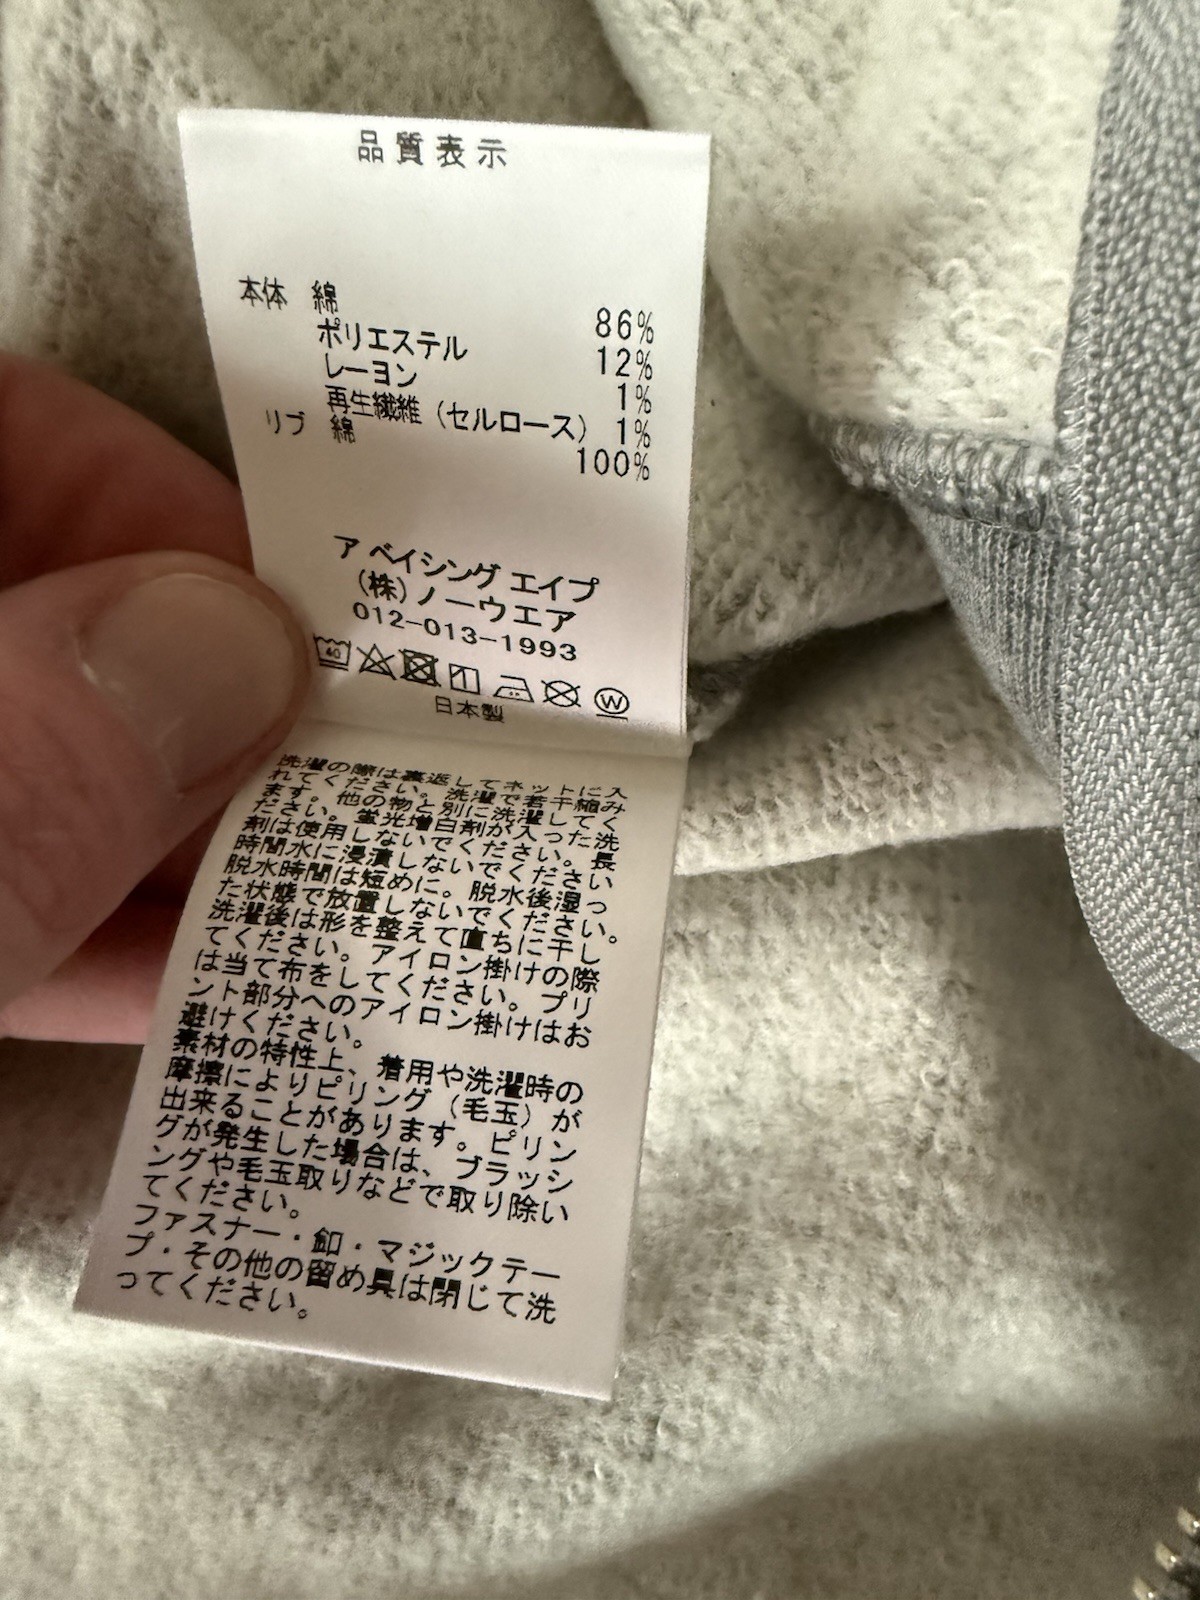 品質表示
本体 綿 86%
ポリエステル 12%
レーヨン 1%
再生繊維（セルロース） 1%
リブ 綿 100%
ア ベイシング エイプ
(株)ノーウエア
012-013-1993
40
W
日本製
洗濯の際は裏返してネットに入
れてください。洗濯で若干縮み
ます。他の物と別に洗濯してく
ださい。蛍光増白剤が入った洗
剤は使用しないでください。長
時間水に浸漬しないでください
脱水時間は短めに。脱水後湿っ
た状態で放置しないでください。
洗濯後は形を整えて直ちに干し
てください。アイロン掛けの際
は当て布をしてください。プリ
ント部分へのアイロン掛けはお
避けください。
素材の特性上、着用や洗濯時の
摩擦によりピリング（毛玉）が
出来ることがあります。ピリン
グが発生した場合は、ブラッシ
ングや毛玉取りなどで取り除い
てください。
ファスナー・釦・マジックテー
プ・その他の留め具は閉じて洗
ってください。